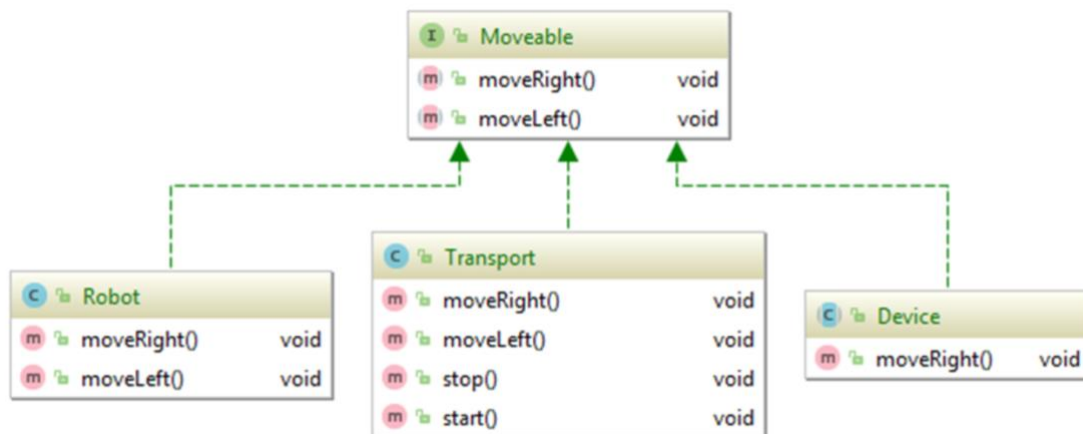 I Moveable
m moveRight() void
m moveLeft() void
C Robot
m moveRight() void
m moveLeft() void
C Transport
m moveRight() void
m moveLeft() void
m stop() void
m start() void
C Device
m moveRight() void